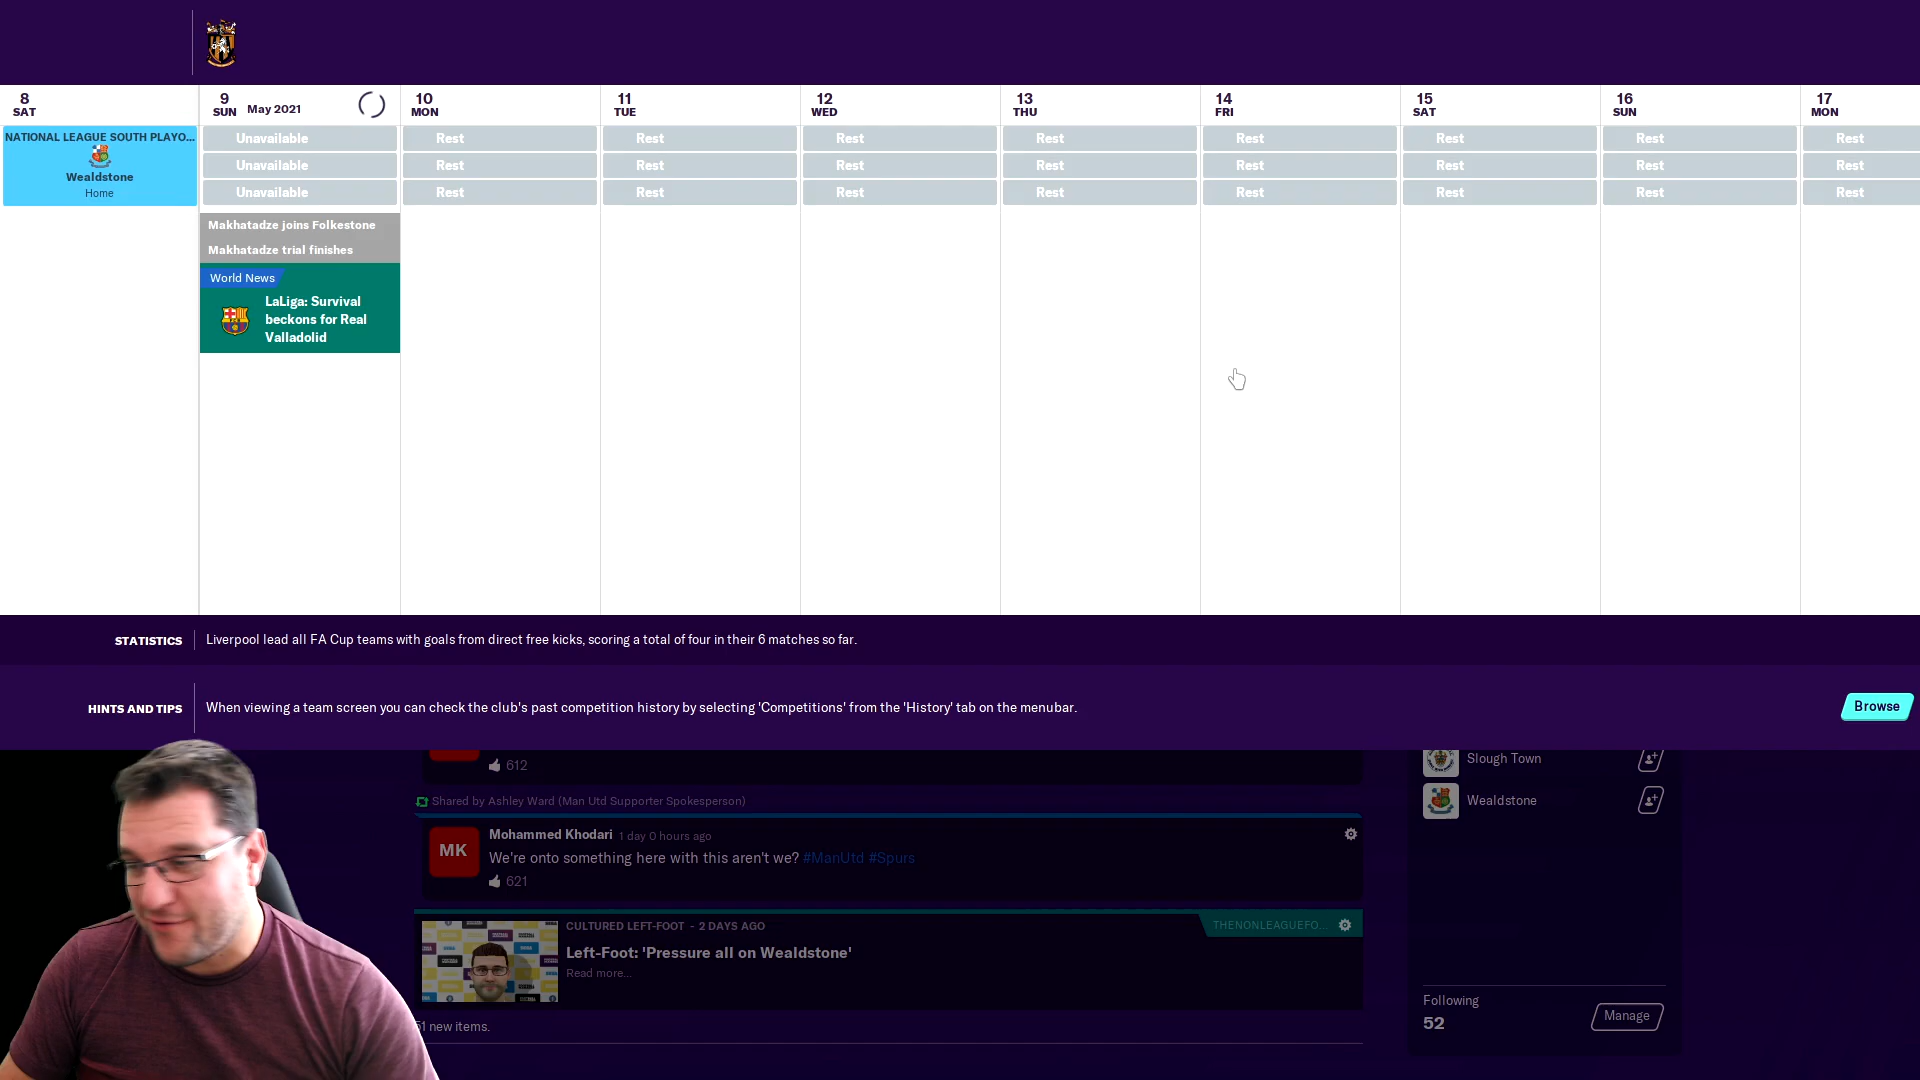 8
SAT
9
SUN May 2021
10
MON
11
TUE
12
WED
13
THU
14
FRI
15
SAT
16
SUN
17
MON
NATIONAL LEAGUE SOUTH PLAYO...
Wealdstone
Home
Unavailable Rest Rest Rest Rest Rest Rest Rest Rest
Unavailable Rest Rest Rest Rest Rest Rest Rest Rest
Unavailable Rest Rest Rest Rest Rest Rest Rest Rest
Makhatadze joins Folkestone
Makhatadze trial finishes
World News
LaLiga: Survival
beckons for Real
Valladolid
STATISTICS Liverpool lead all FA Cup teams with goals from direct free kicks, scoring a total of four in their 6 matches so far.
HINTS AND TIPS When viewing a team screen you can check the club's past competition history by selecting 'Competitions' from the 'History' tab on the menubar.
Browse
612
Shared by Ashley Ward (Man Utd Supporter Spokesperson)
MK
Mohammed Khodari 1 day 0 hours ago
We're onto something here with this aren't we? #ManUtd #Spurs
621
CULTURED LEFT-FOOT - 2 DAYS AGO
THENONLEAGUEFO...
Left-Foot: 'Pressure all on Wealdstone'
Read more...
51 new items.
Slough Town
Wealdstone
Following
52
Manage